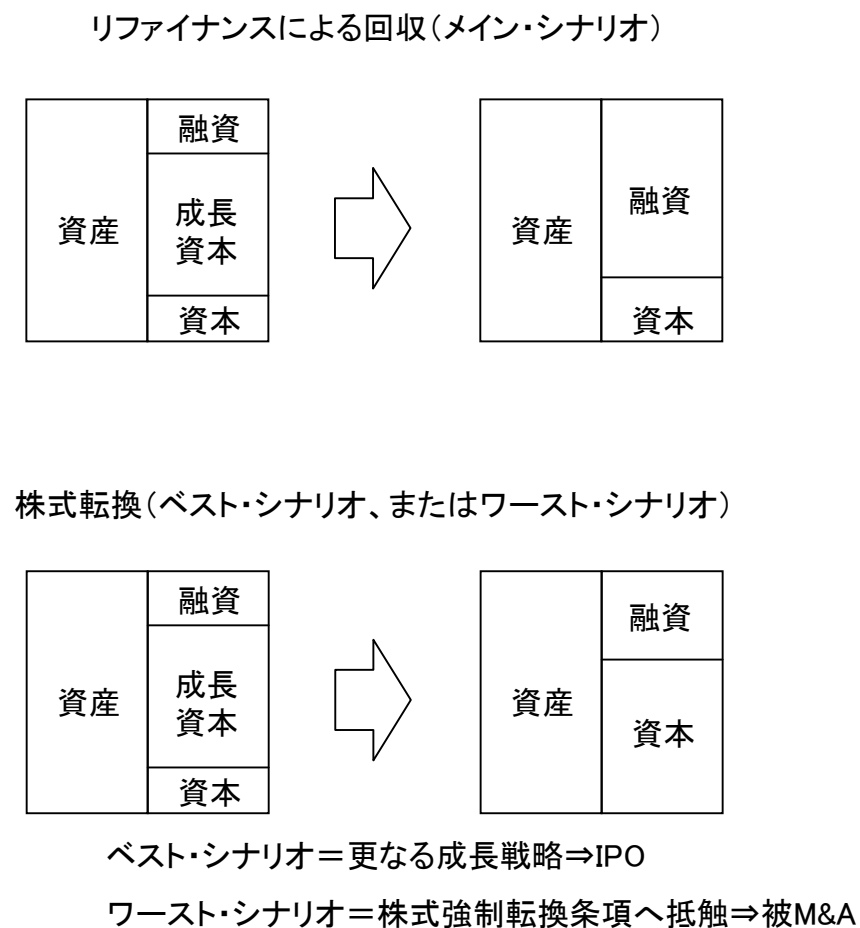 リファイナンスによる回収（メイン・シナリオ）
融資
資産
成長
資本
資本
融資
資産
資本
株式転換（ベスト・シナリオ、またはワースト・シナリオ）
融資
資産
成長
資本
資本
融資
資産
資本
ベスト・シナリオ＝更なる成長戦略⇒IPO
ワースト・シナリオ＝株式強制転換条項へ抵触⇒被M&A